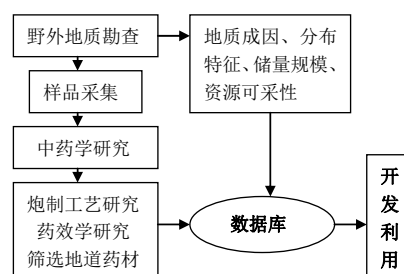 野外地质勘查
地质成因、分布
特征、储量规模、
资源可采性
样品采集
中药学研究
炮制工艺研究
药效学研究
筛选地道药材
数据库
开
发
利
用